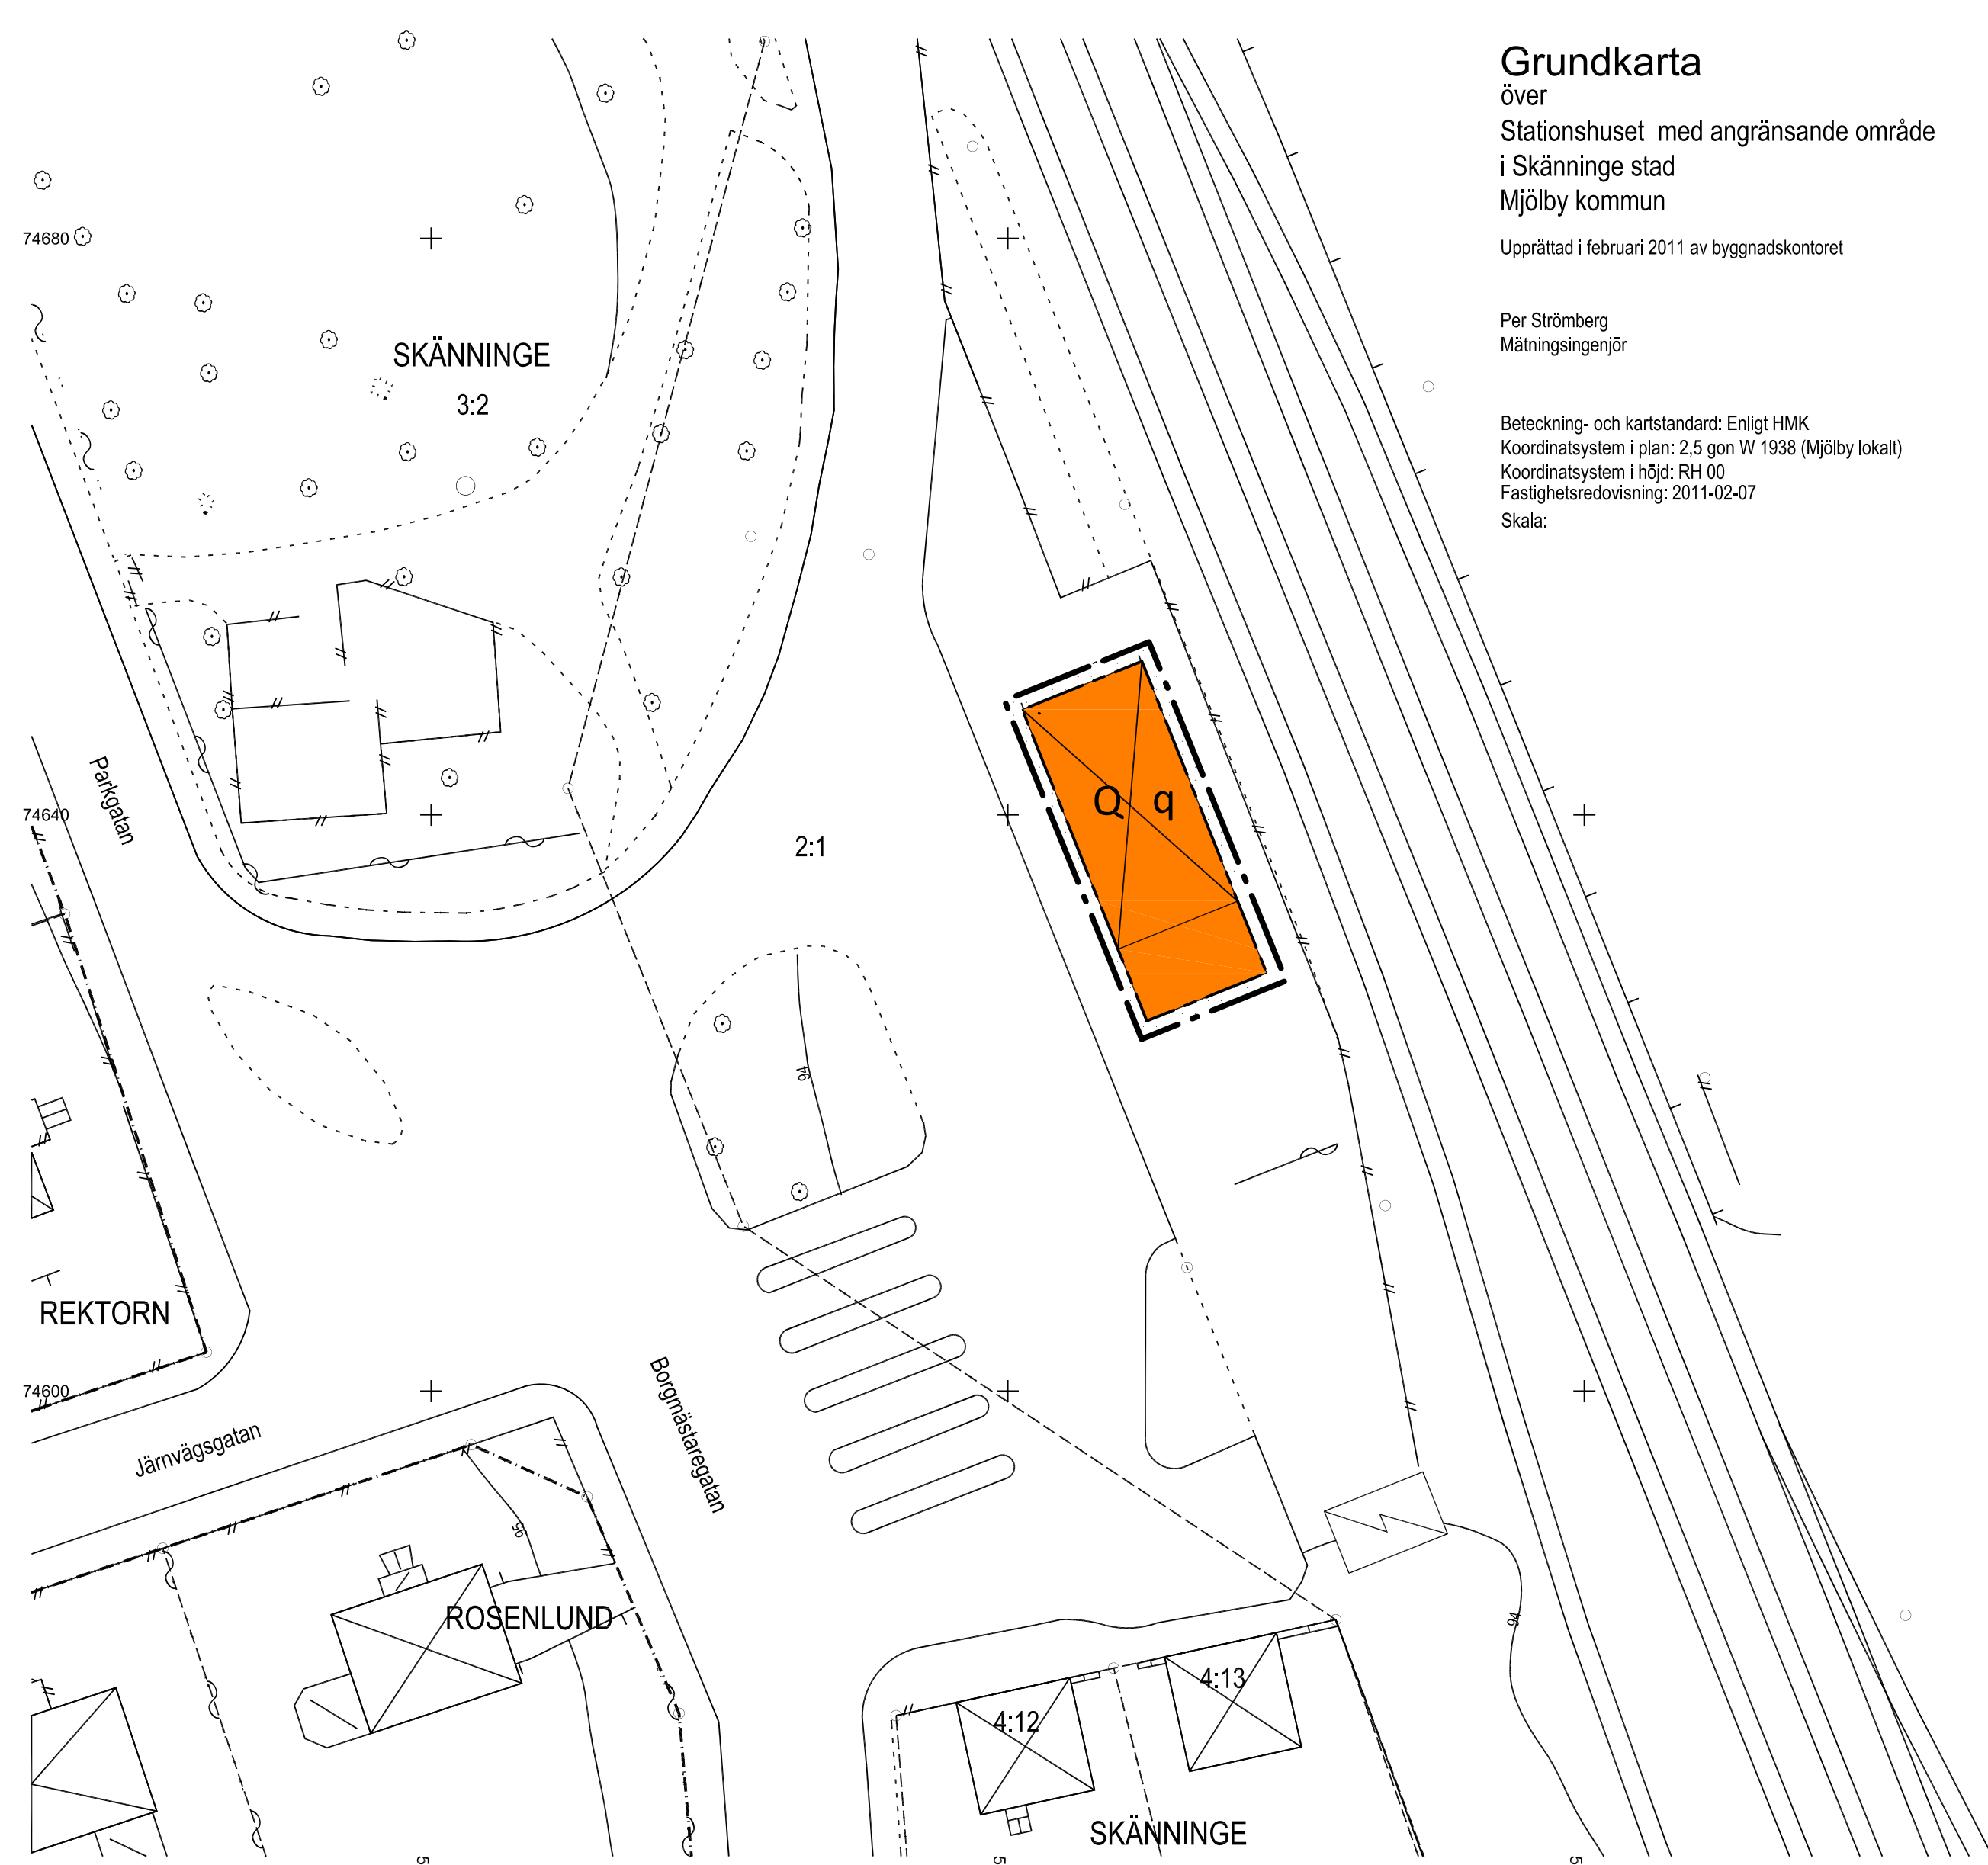 Grundkarta
över
Stationshuset med angränsande område
i Skänninge stad
Mjölby kommun
Upprättad i februari 2011 av byggnadskontoret
Per Strömberg
Mätningsingenjör
Beteckning- och kartstandard: Enligt HMK
Koordinatsystem i plan: 2,5 gon W 1938 (Mjölby lokalt)
Koordinatsystem i höjd: RH 00
Fastighetsredovisning: 2011-02-07
Skala:
74680
SKÄNNINGE
3:2
Parkgatan
74640
Q q
2:1
94
REKTORN
74600
Järnvägsgatan
Borgmästaregatan
95
ROSENLUND
94
4:13
4:12
SKÄNNINGE
5
5
5